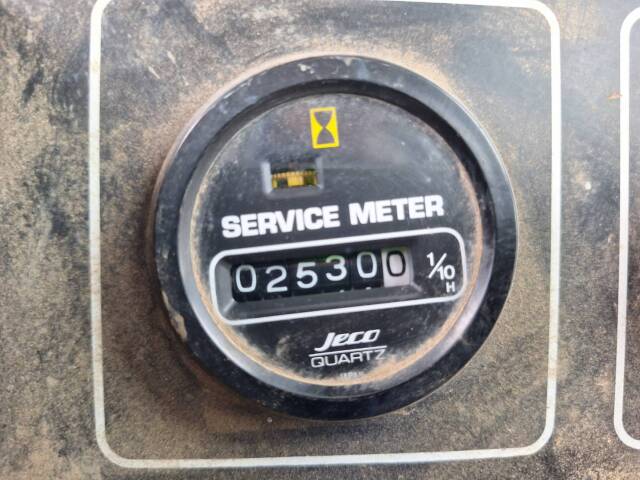 SERVICE METER
025300 1/10 H
Jeco
QUARTZ